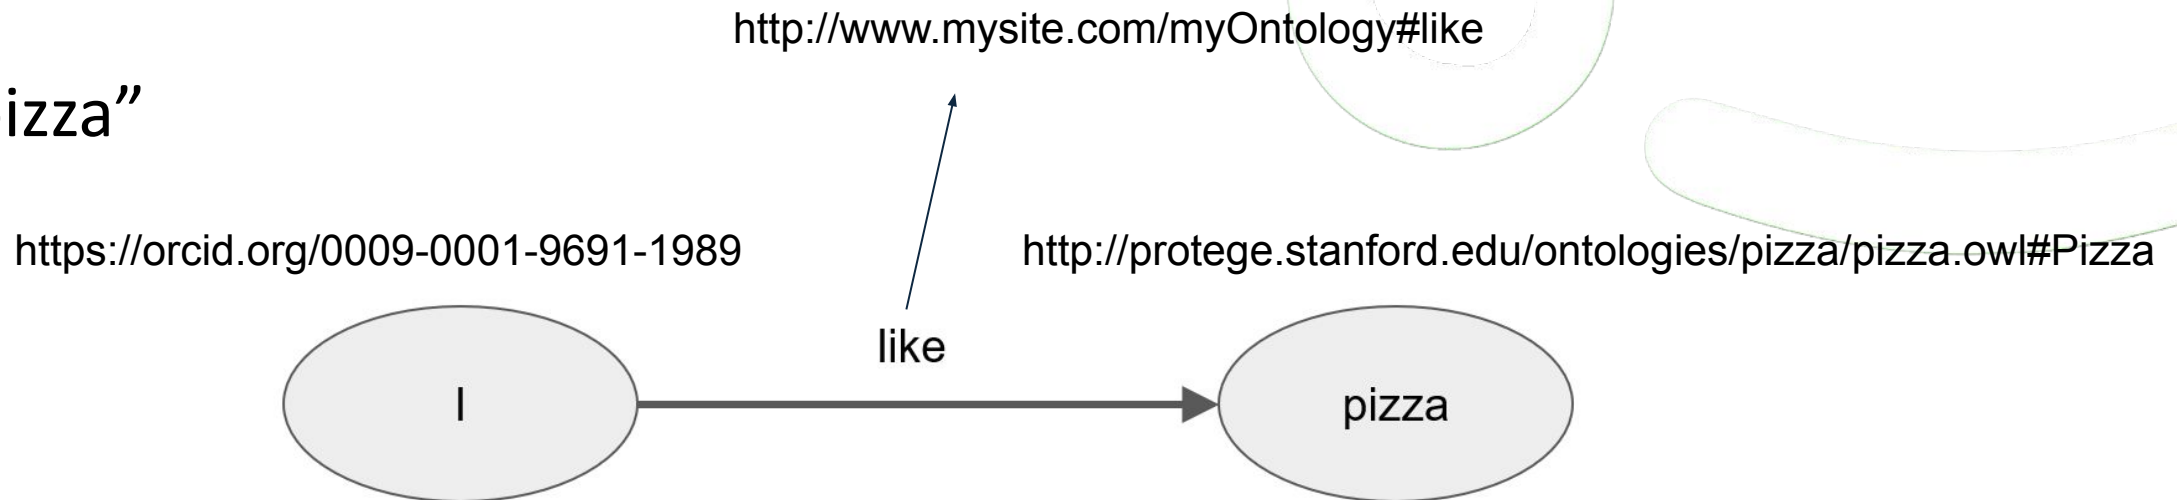 http://www.mysite.com/myOntology#like
izza”
https://orcid.org/0009-0001-9691-1989
http://protege.stanford.edu/ontologies/pizza/pizza.owl#Pizza
like
I
pizza